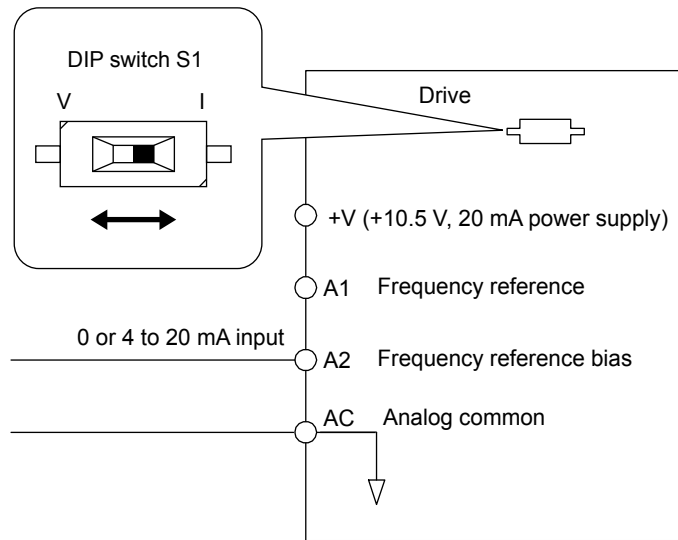 DIP switch S1
V I
Drive
+V (+10.5 V, 20 mA power supply)
A1 Frequency reference
0 or 4 to 20 mA input
A2 Frequency reference bias
AC Analog common